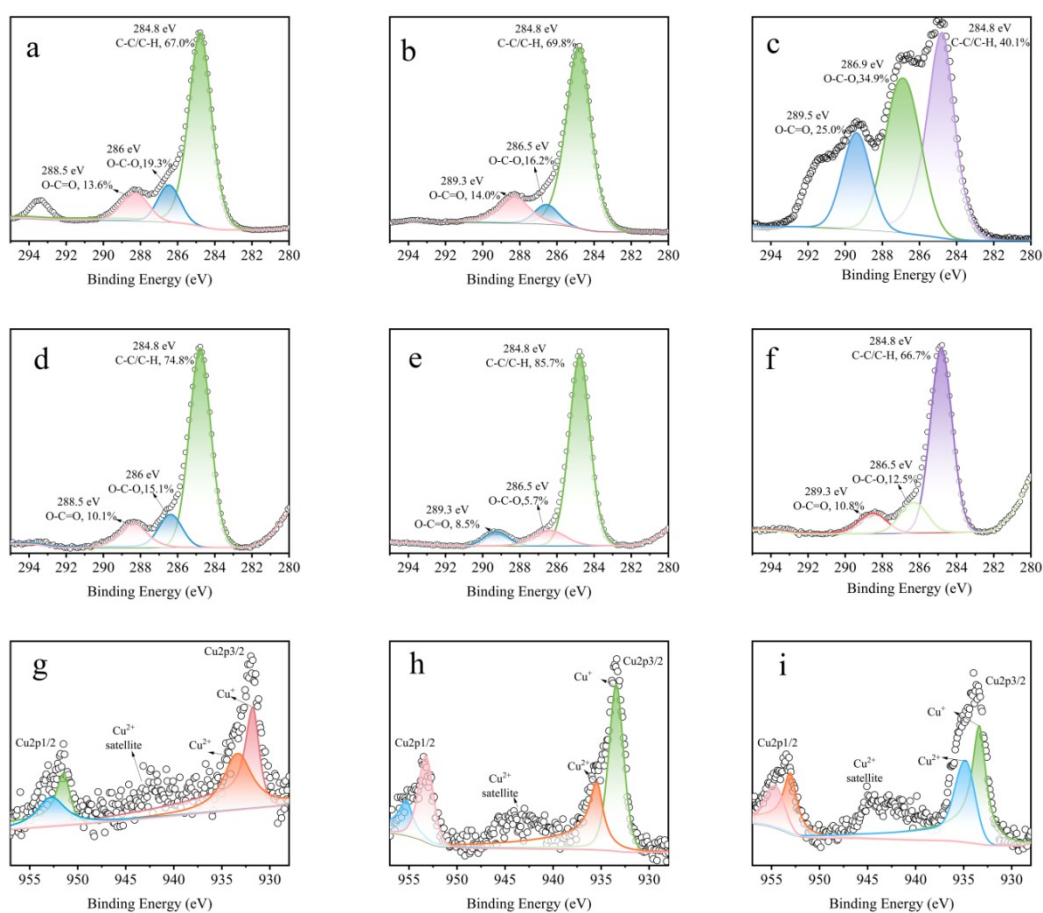 a
284.8 eV
C-C/C-H, 67.0%
286 eV
O-C-O,19.3%
288.5 eV
O-C=O, 13.6%
294 292 290 288 286 284 282 280
Binding Energy (eV)
b
284.8 eV
C-C/C-H, 69.8%
286.5 eV
O-C-O,16.2%
289.3 eV
O-C=O, 14.0%
294 292 290 288 286 284 282 280
Binding Energy (eV)
c
284.8 eV
C-C/C-H, 40.1%
286.9 eV
O-C-O,34.9%
289.5 eV
O-C=O, 25.0%
294 292 290 288 286 284 282 280
Binding Energy (eV)
d
284.8 eV
C-C/C-H, 74.8%
286 eV
O-C-O,15.1%
288.5 eV
O-C=O, 10.1%
294 292 290 288 286 284 282 280
Binding Energy (eV)
e
284.8 eV
C-C/C-H, 85.7%
286.5 eV
O-C-O,5.7%
289.3 eV
O-C=O, 8.5%
294 292 290 288 286 284 282 280
Binding Energy (eV)
f
284.8 eV
C-C/C-H, 66.7%
286.5 eV
O-C-O,12.5%
289.3 eV
O-C=O, 10.8%
294 292 290 288 286 284 282 280
Binding Energy (eV)
g
Cu2p3/2
Cu⁺
Cu²⁺
satellite
Cu²⁺
Cu2p1/2
955 950 945 940 935 930
Binding Energy (eV)
h
Cu2p3/2
Cu⁺
Cu2p1/2
Cu²⁺
satellite
Cu²⁺
955 950 945 940 935 930
Binding Energy (eV)
i
Cu2p3/2
Cu⁺
Cu2p1/2
Cu²⁺
satellite
Cu²⁺
955 950 945 940 935 930
Binding Energy (eV)